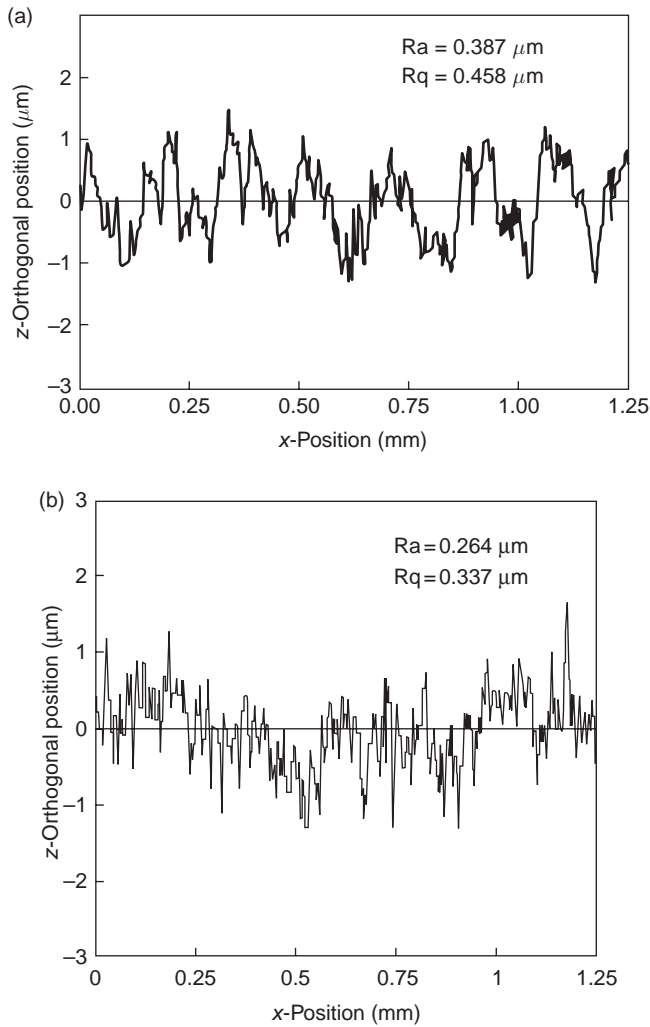 (a)
Ra = 0.387 μm
Rq = 0.458 μm
z-Orthogonal position (μm)
2
1
0
–1
–2
–3
0.00 0.25 0.50 0.75 1.00 1.25
x-Position (mm)
(b)
3
Ra = 0.264 μm
Rq = 0.337 μm
z-Orthogonal position (μm)
2
1
0
–1
–2
–3
0 0.25 0.5 0.75 1 1.25
x-Position (mm)